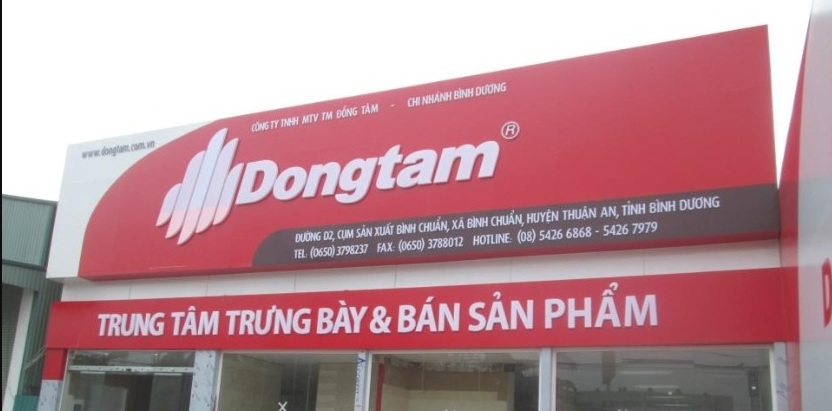 CÔNG TY TNHH MTV TM ĐỒNG TÂM - CHI NHÁNH BÌNH DƯƠNG
www.dongtam.com.vn
Dongtam®
ĐƯỜNG D2, CỤM SẢN XUẤT BÌNH CHUẨN, XÃ BÌNH CHUẨN, HUYỆN THUẬN AN, TỈNH BÌNH DƯƠNG
TEL: (0650) 3798237 FAX: (0650) 3788012 HOTLINE: (08) 5426 6868 - 5426 7979
TRUNG TÂM TRƯNG BÀY & BÁN SẢN PHẨM